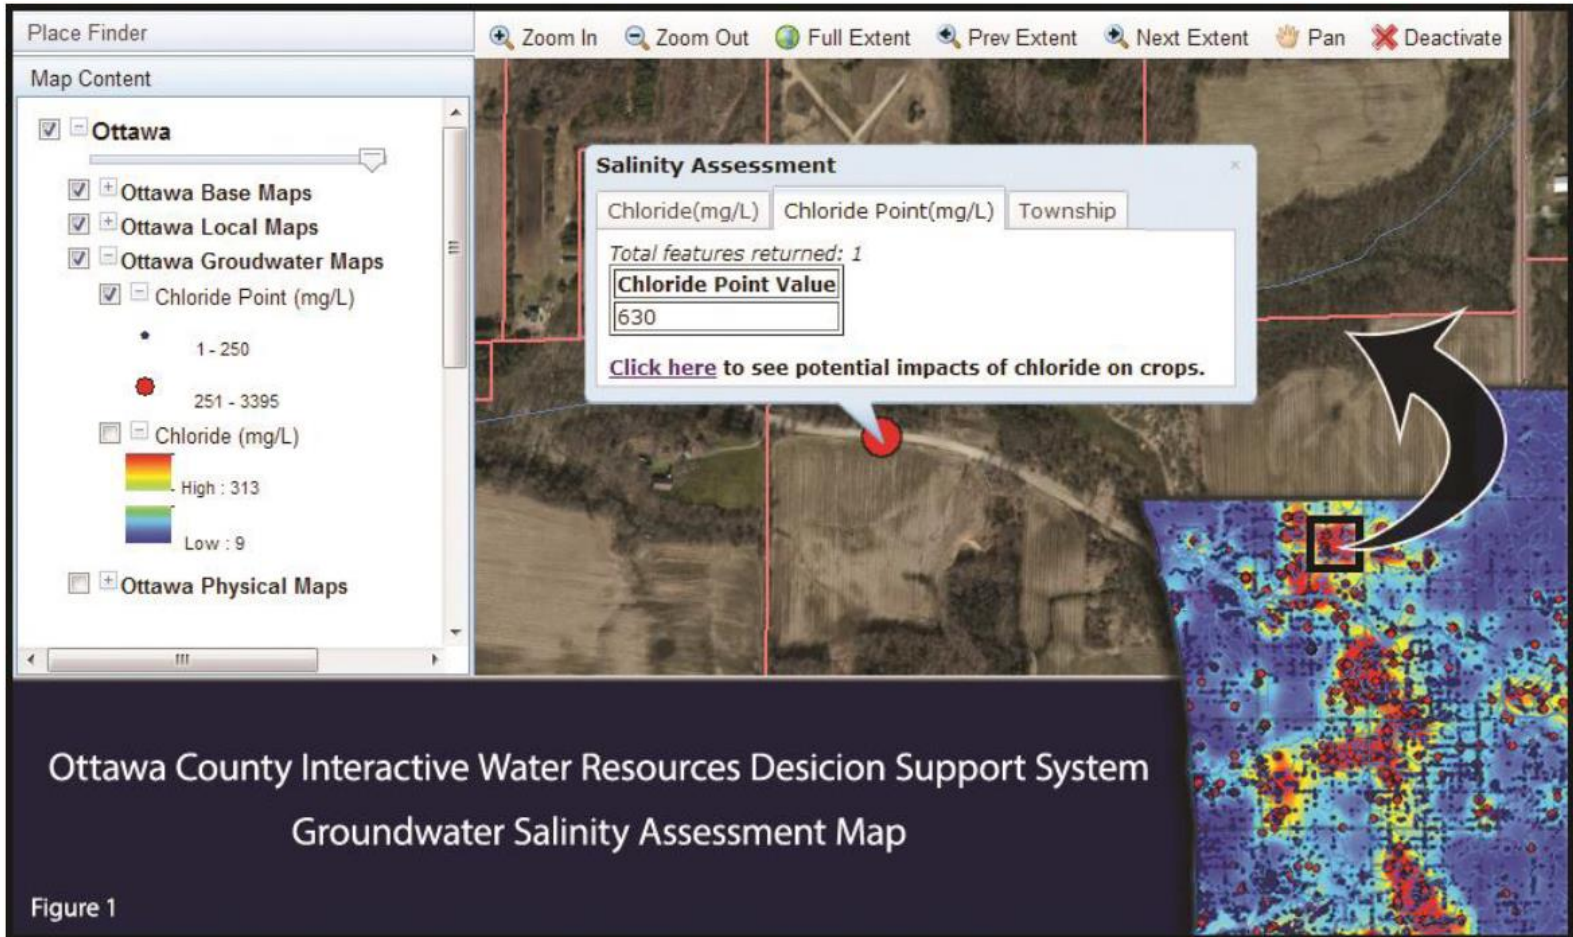 Place Finder
Zoom In Zoom Out Full Extent Prev Extent Next Extent Pan Deactivate
Map Content
Ottawa
Ottawa Base Maps
Ottawa Local Maps
Ottawa Groudwater Maps
Chloride Point (mg/L)
1 - 250
251 - 3395
Chloride (mg/L)
High : 313
Low : 9
Ottawa Physical Maps
Salinity Assessment
Chloride(mg/L) Chloride Point(mg/L) Township
Total features returned: 1
Chloride Point Value
630
Click here to see potential impacts of chloride on crops.
Ottawa County Interactive Water Resources Desicion Support System
Groundwater Salinity Assessment Map
Figure 1